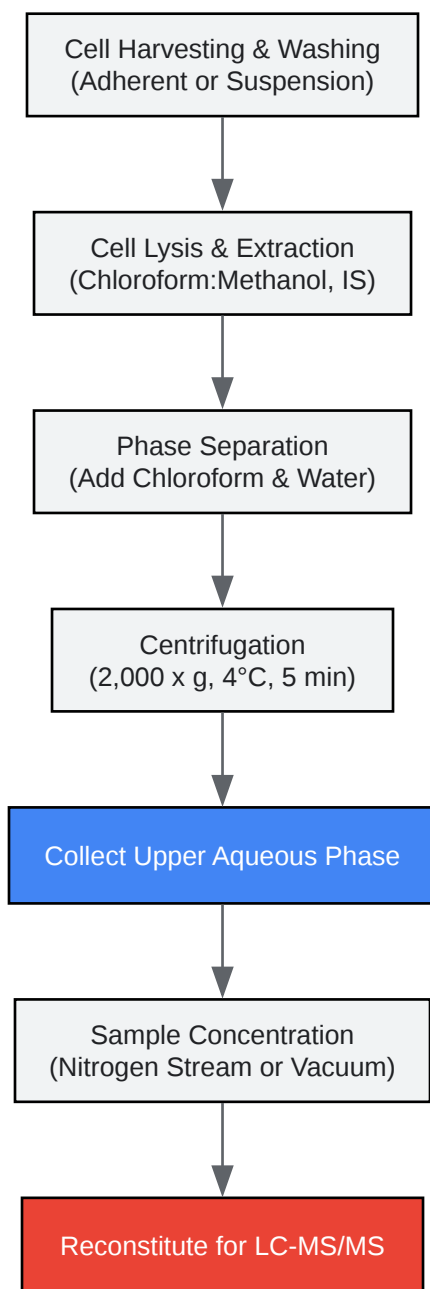 Cell Harvesting & Washing
(Adherent or Suspension)
Cell Lysis & Extraction
(Chloroform:Methanol, IS)
Phase Separation
(Add Chloroform & Water)
Centrifugation
(2,000 x g, 4°C, 5 min)
Collect Upper Aqueous Phase
Sample Concentration
(Nitrogen Stream or Vacuum)
Reconstitute for LC-MS/MS